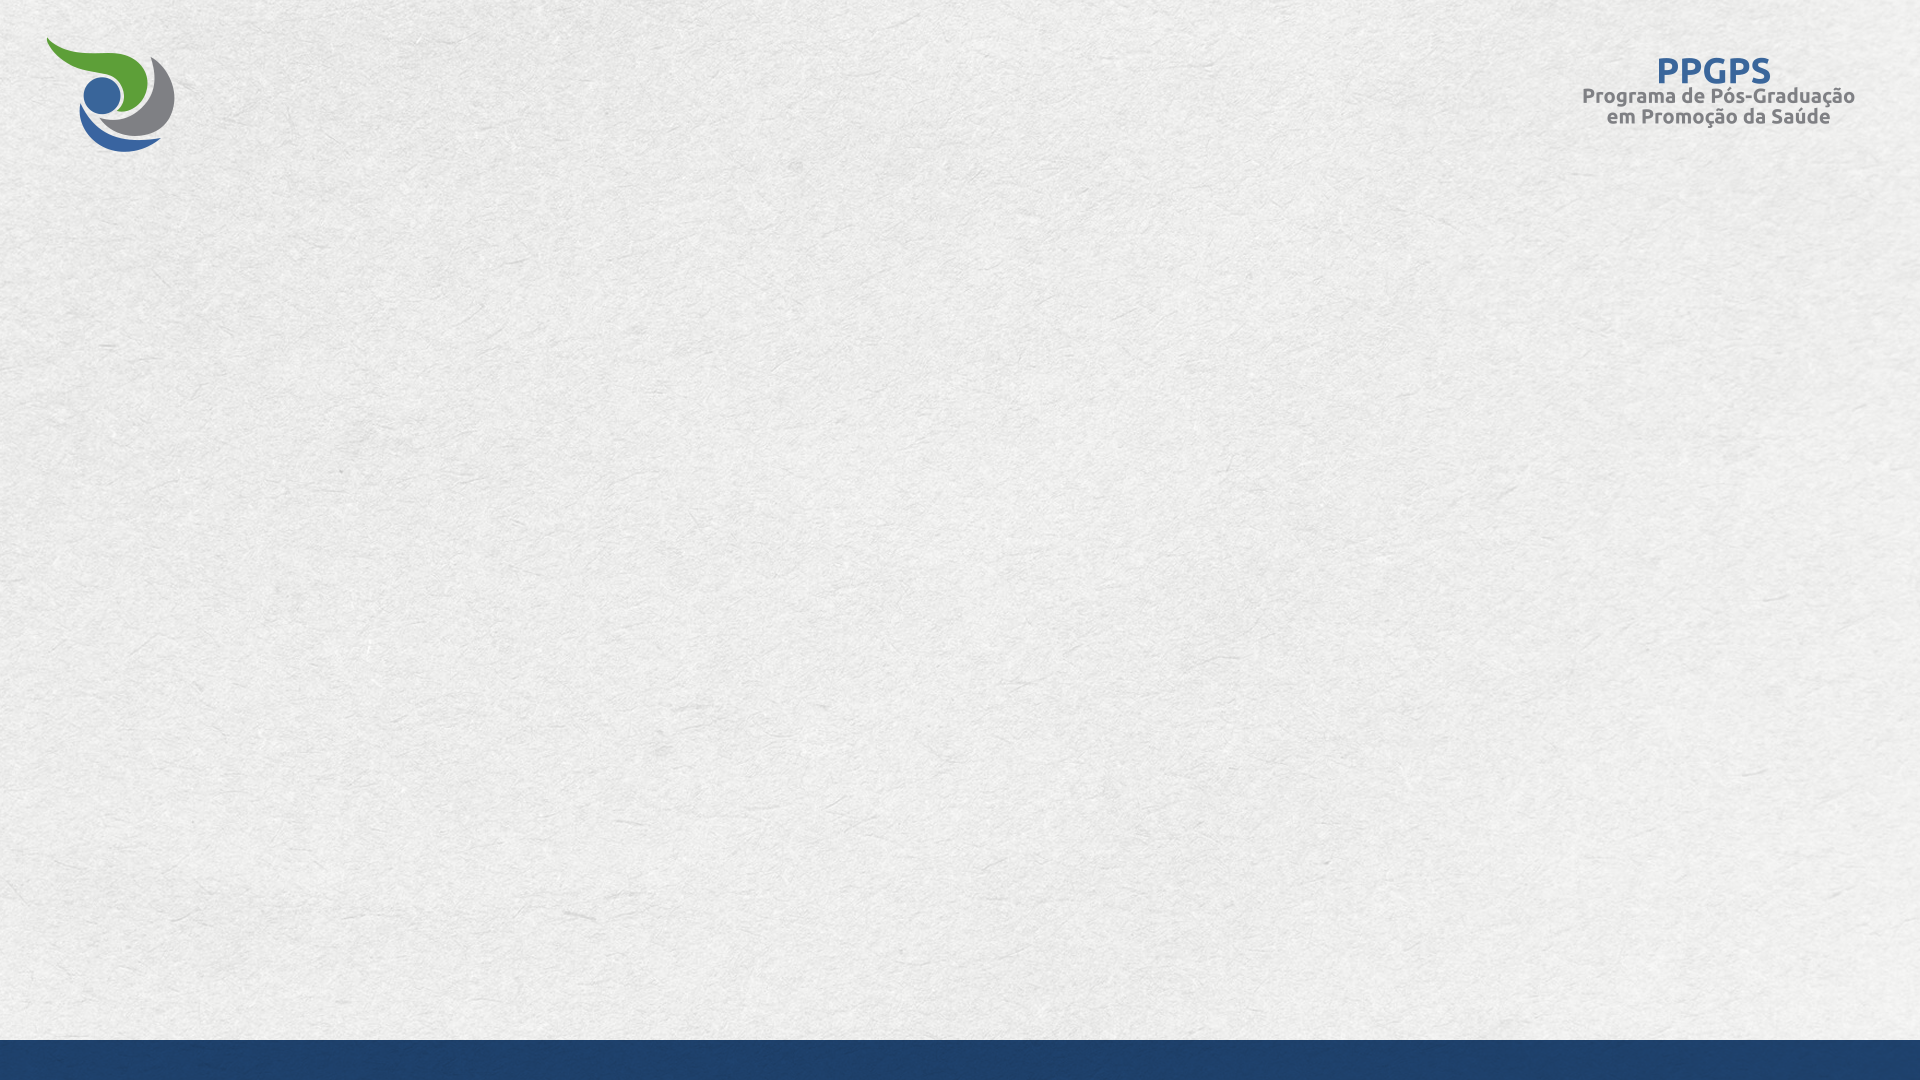 PPGPS
Programa de Pós-Graduação
em Promoção da Saúde